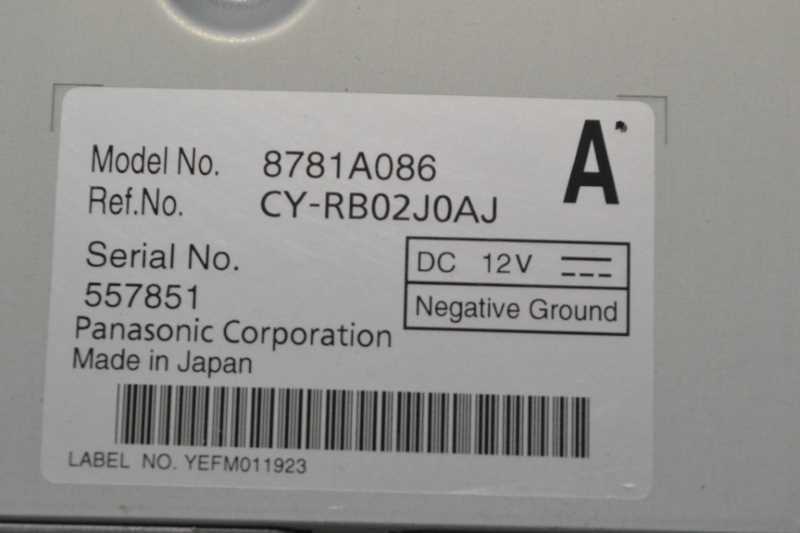 A
Model No. 8781A086
Ref.No. CY-RB02J0AJ
Serial No.
557851
DC 12V
Negative Ground
Panasonic Corporation
Made in Japan
LABEL NO. YEFM011923